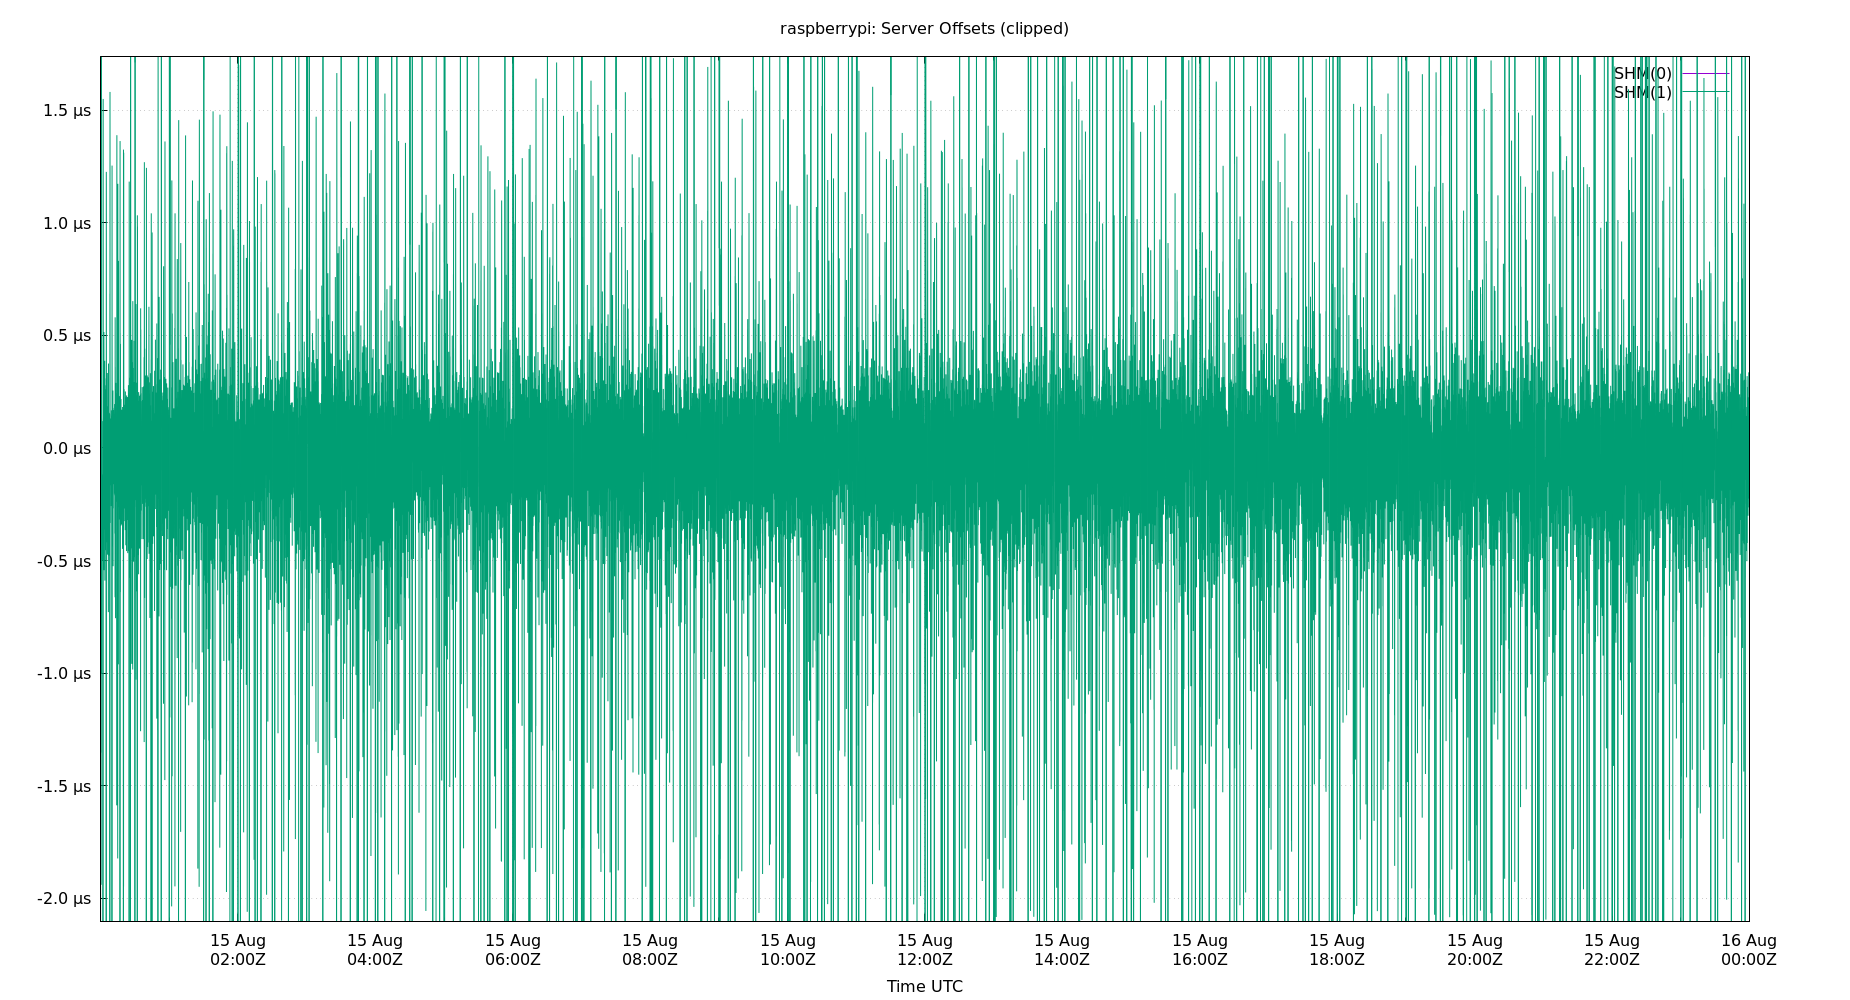 raspberrypi: Server Offsets (clipped)
SHM(0)
SHM(1)
1.5 µs
1.0 µs
0.5 µs
0.0 µs
-0.5 µs
-1.0 µs
-1.5 µs
-2.0 µs
15 Aug 15 Aug 15 Aug 15 Aug 15 Aug 15 Aug 15 Aug 15 Aug 15 Aug 15 Aug 15 Aug 16 Aug
02:00Z 04:00Z 06:00Z 08:00Z 10:00Z 12:00Z 14:00Z 16:00Z 18:00Z 20:00Z 22:00Z 00:00Z
Time UTC